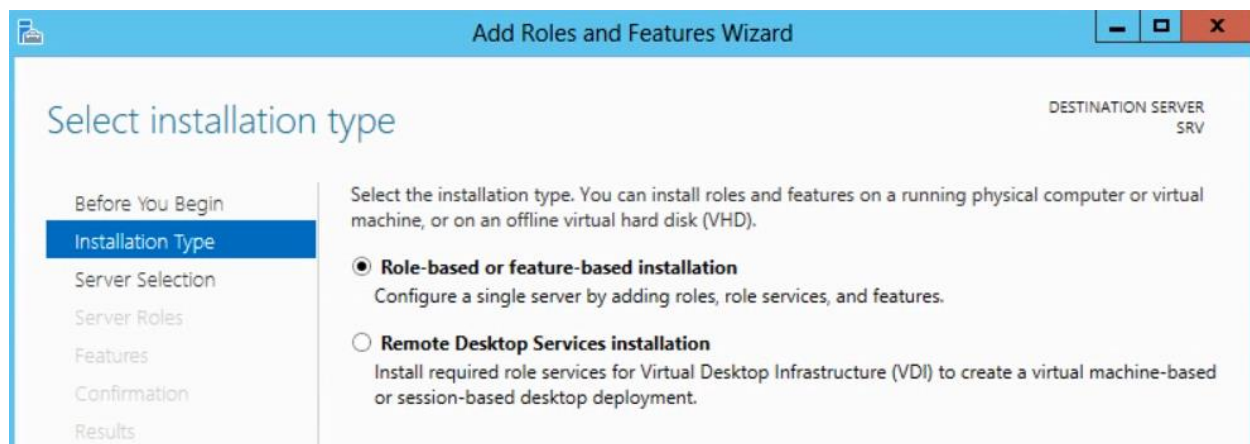 Add Roles and Features Wizard
Select installation type
DESTINATION SERVER
SRV
Before You Begin
Installation Type
Server Selection
Server Roles
Features
Confirmation
Results
Select the installation type. You can install roles and features on a running physical computer or virtual
machine, or on an offline virtual hard disk (VHD).
Role-based or feature-based installation
Configure a single server by adding roles, role services, and features.
Remote Desktop Services installation
Install required role services for Virtual Desktop Infrastructure (VDI) to create a virtual machine-based
or session-based desktop deployment.